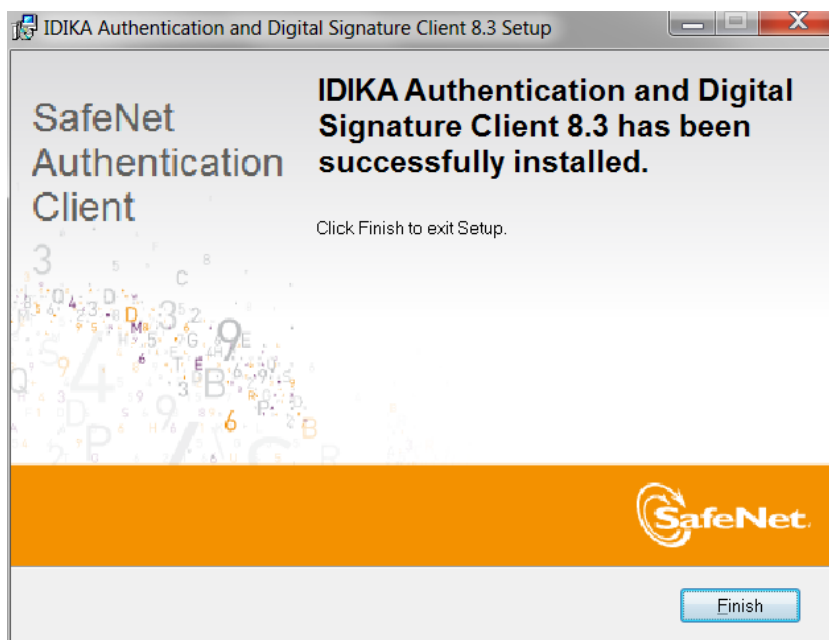 IDIKA Authentication and Digital Signature Client 8.3 Setup
SafeNet
Authentication
Client
IDIKA Authentication and Digital
Signature Client 8.3 has been
successfully installed.
Click Finish to exit Setup.
SafeNet.
Finish